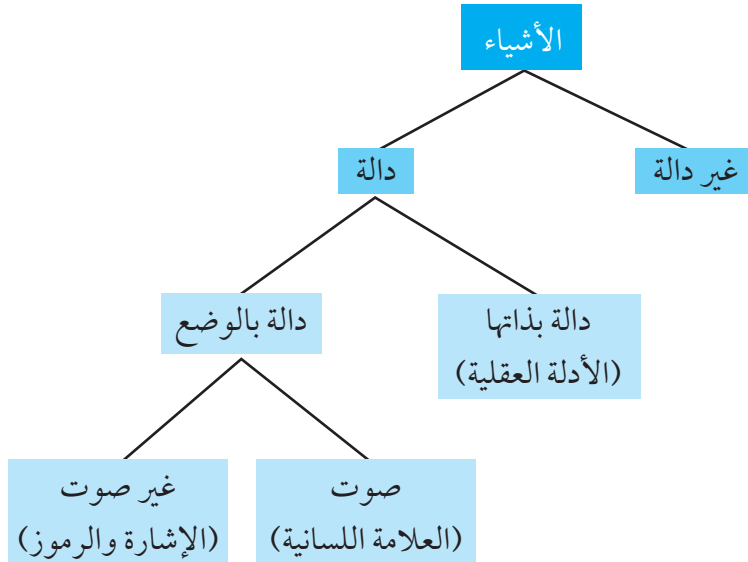 الأشياء
غير دالة
دالة
دالة بذاتها
(الأدلة العقلية)
دالة بالوضع
صوت
(العلامة اللسانية)
غير صوت
(الإشارة والرموز)